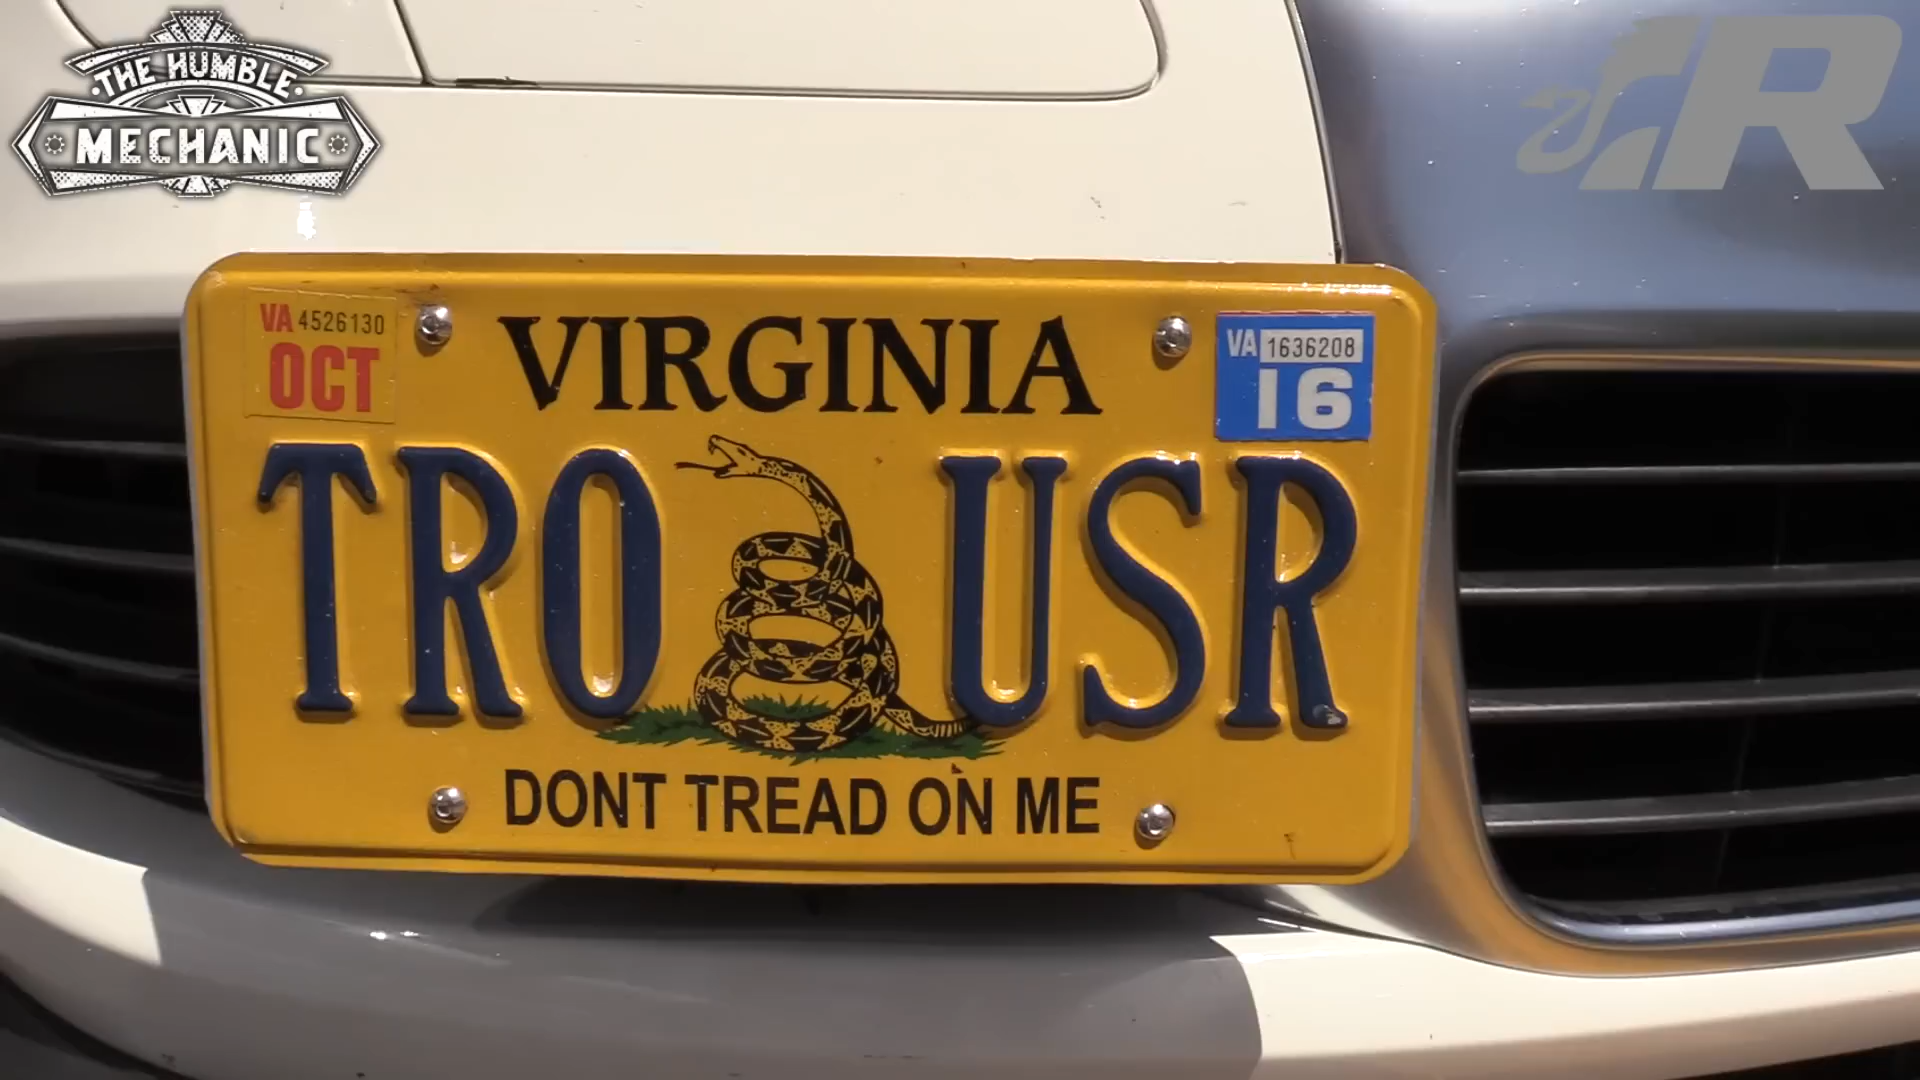 THE HUMBLE
MECHANIC
R
VA 4526130
OCT
VIRGINIA
VA 1636208
16
TRO USR
DONT TREAD ON ME